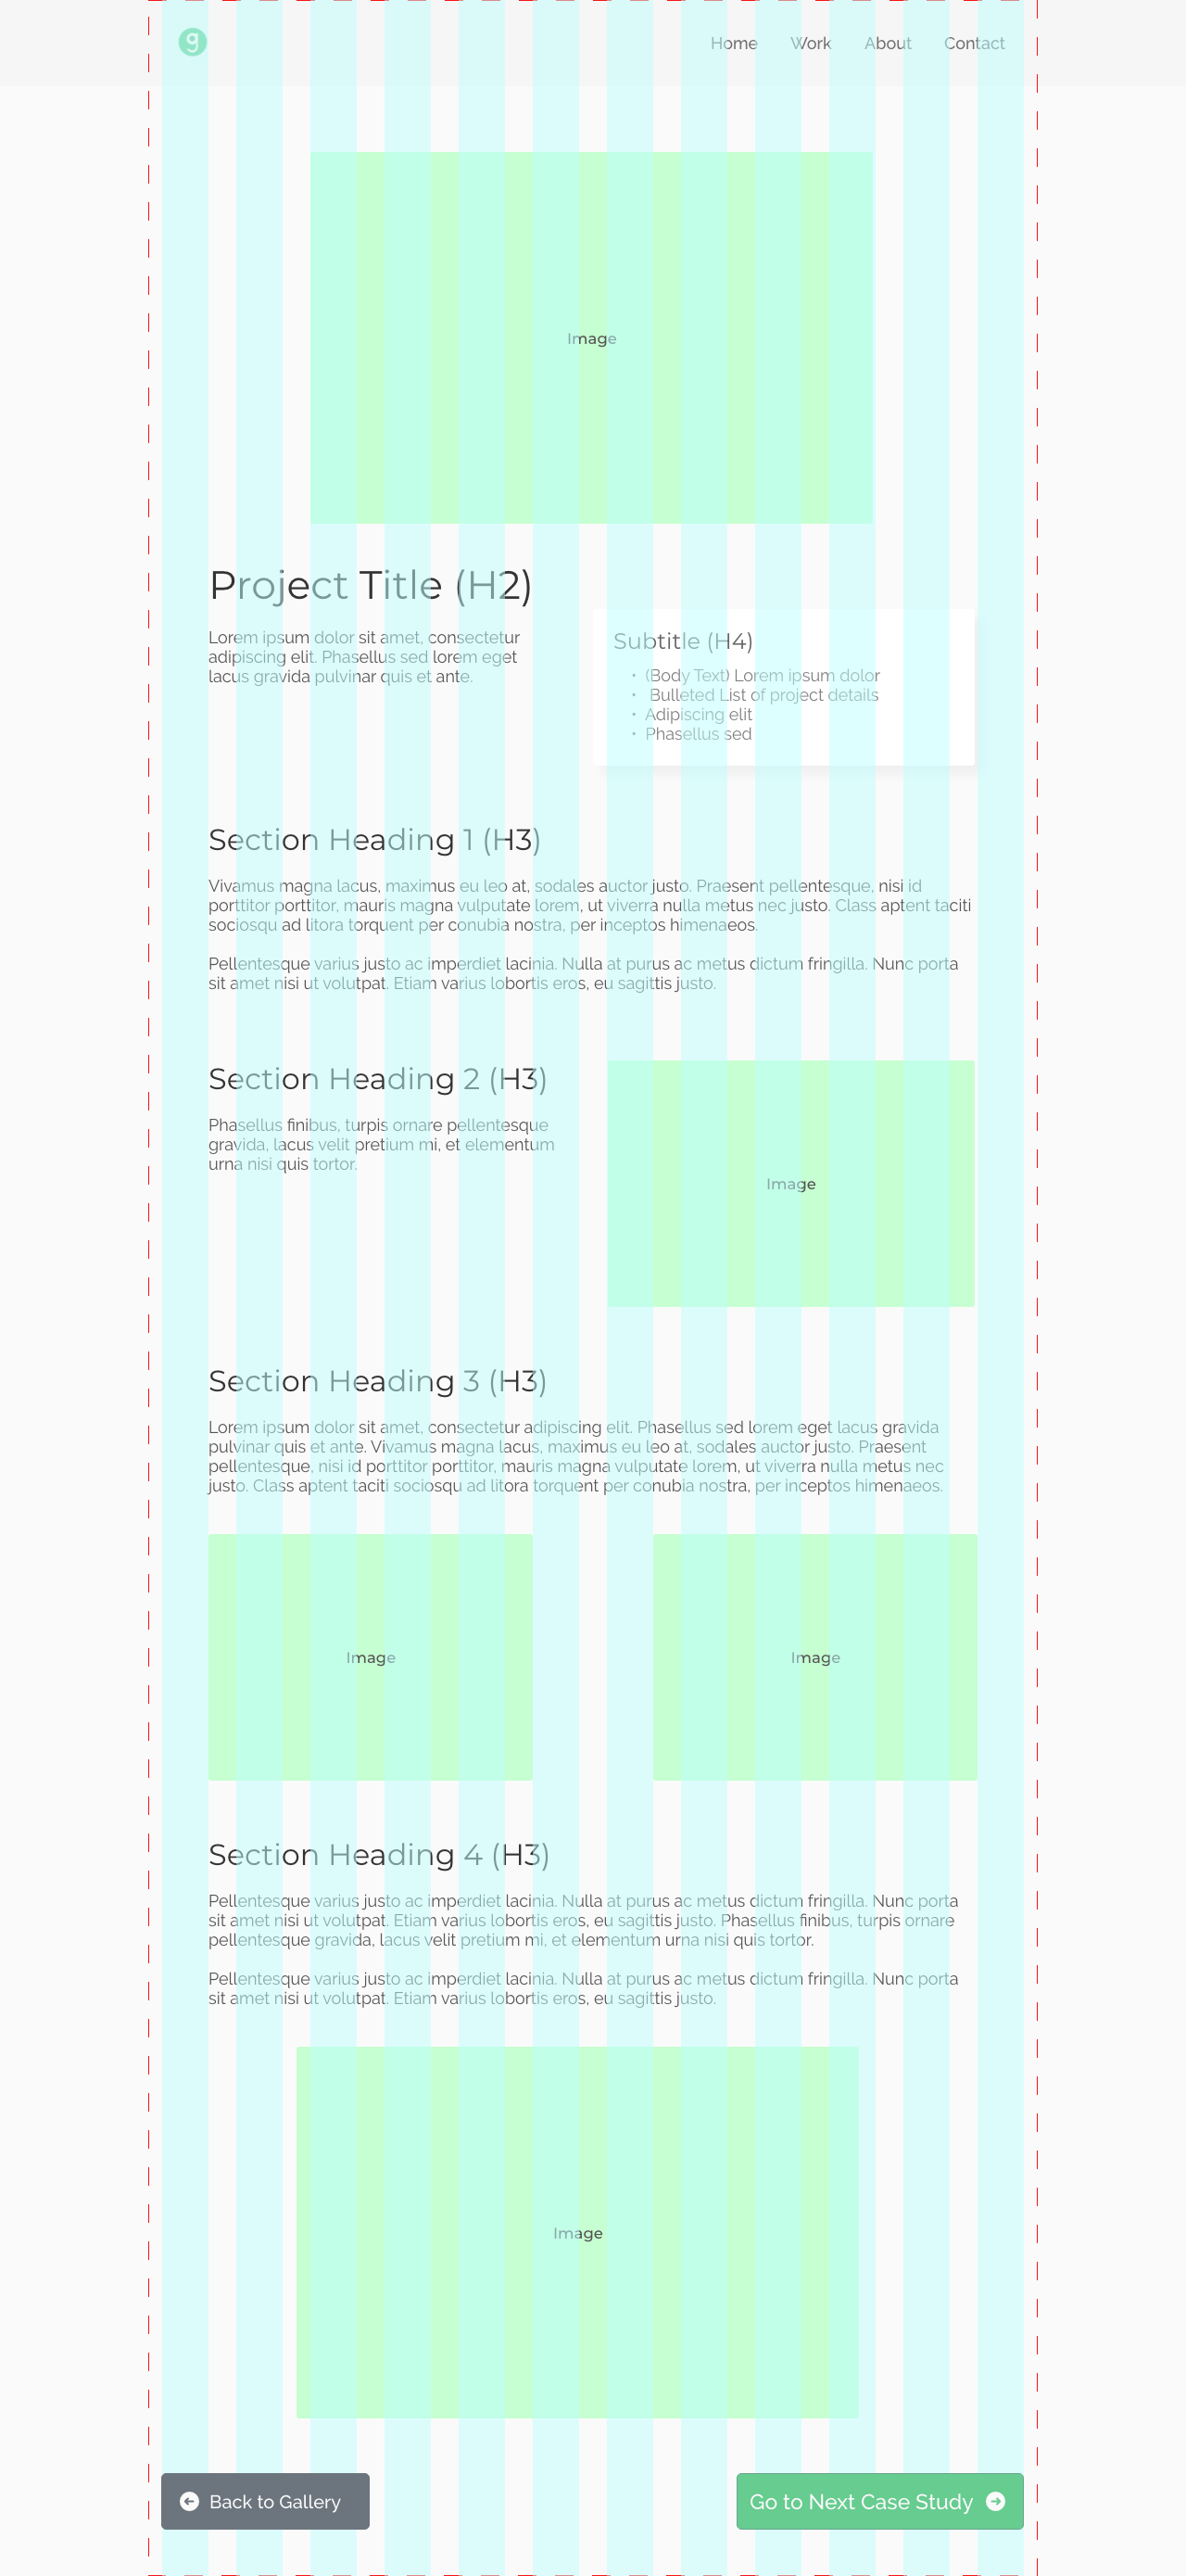 g
Home Work About Contact
Image
Project Title (H2)
Lorem ipsum dolor sit amet, consectetur
adipiscing elit. Phasellus sed lorem eget
lacus gravida pulvinar quis et ante.
Subtitle (H4)
• (Body Text) Lorem ipsum dolor
• Bulleted List of project details
• Adipiscing elit
• Phasellus sed
Section Heading 1 (H3)
Vivamus magna lacus, maximus eu leo at, sodales auctor justo. Praesent pellentesque, nisi id
porttitor porttitor, mauris magna vulputate lorem, ut viverra nulla metus nec justo. Class aptent taciti
sociosqu ad litora torquent per conubia nostra, per inceptos himenaeos.
Pellentesque varius justo ac imperdiet lacinia. Nulla at purus ac metus dictum fringilla. Nunc porta
sit amet nisi ut volutpat. Etiam varius lobortis eros, eu sagittis justo.
Section Heading 2 (H3)
Phasellus finibus, turpis ornare pellentesque
gravida, lacus velit pretium mi, et elementum
urna nisi quis tortor.
Image
Section Heading 3 (H3)
Lorem ipsum dolor sit amet, consectetur adipiscing elit. Phasellus sed lorem eget lacus gravida
pulvinar quis et ante. Vivamus magna lacus, maximus eu leo at, sodales auctor justo. Praesent
pellentesque, nisi id porttitor porttitor, mauris magna vulputate lorem, ut viverra nulla metus nec
justo. Class aptent taciti sociosqu ad litora torquent per conubia nostra, per inceptos himenaeos.
Image
Image
Section Heading 4 (H3)
Pellentesque varius justo ac imperdiet lacinia. Nulla at purus ac metus dictum fringilla. Nunc porta
sit amet nisi ut volutpat. Etiam varius lobortis eros, eu sagittis justo. Phasellus finibus, turpis ornare
pellentesque gravida, lacus velit pretium mi, et elementum urna nisi quis tortor.
Pellentesque varius justo ac imperdiet lacinia. Nulla at purus ac metus dictum fringilla. Nunc porta
sit amet nisi ut volutpat. Etiam varius lobortis eros, eu sagittis justo.
Image
Back to Gallery
Go to Next Case Study